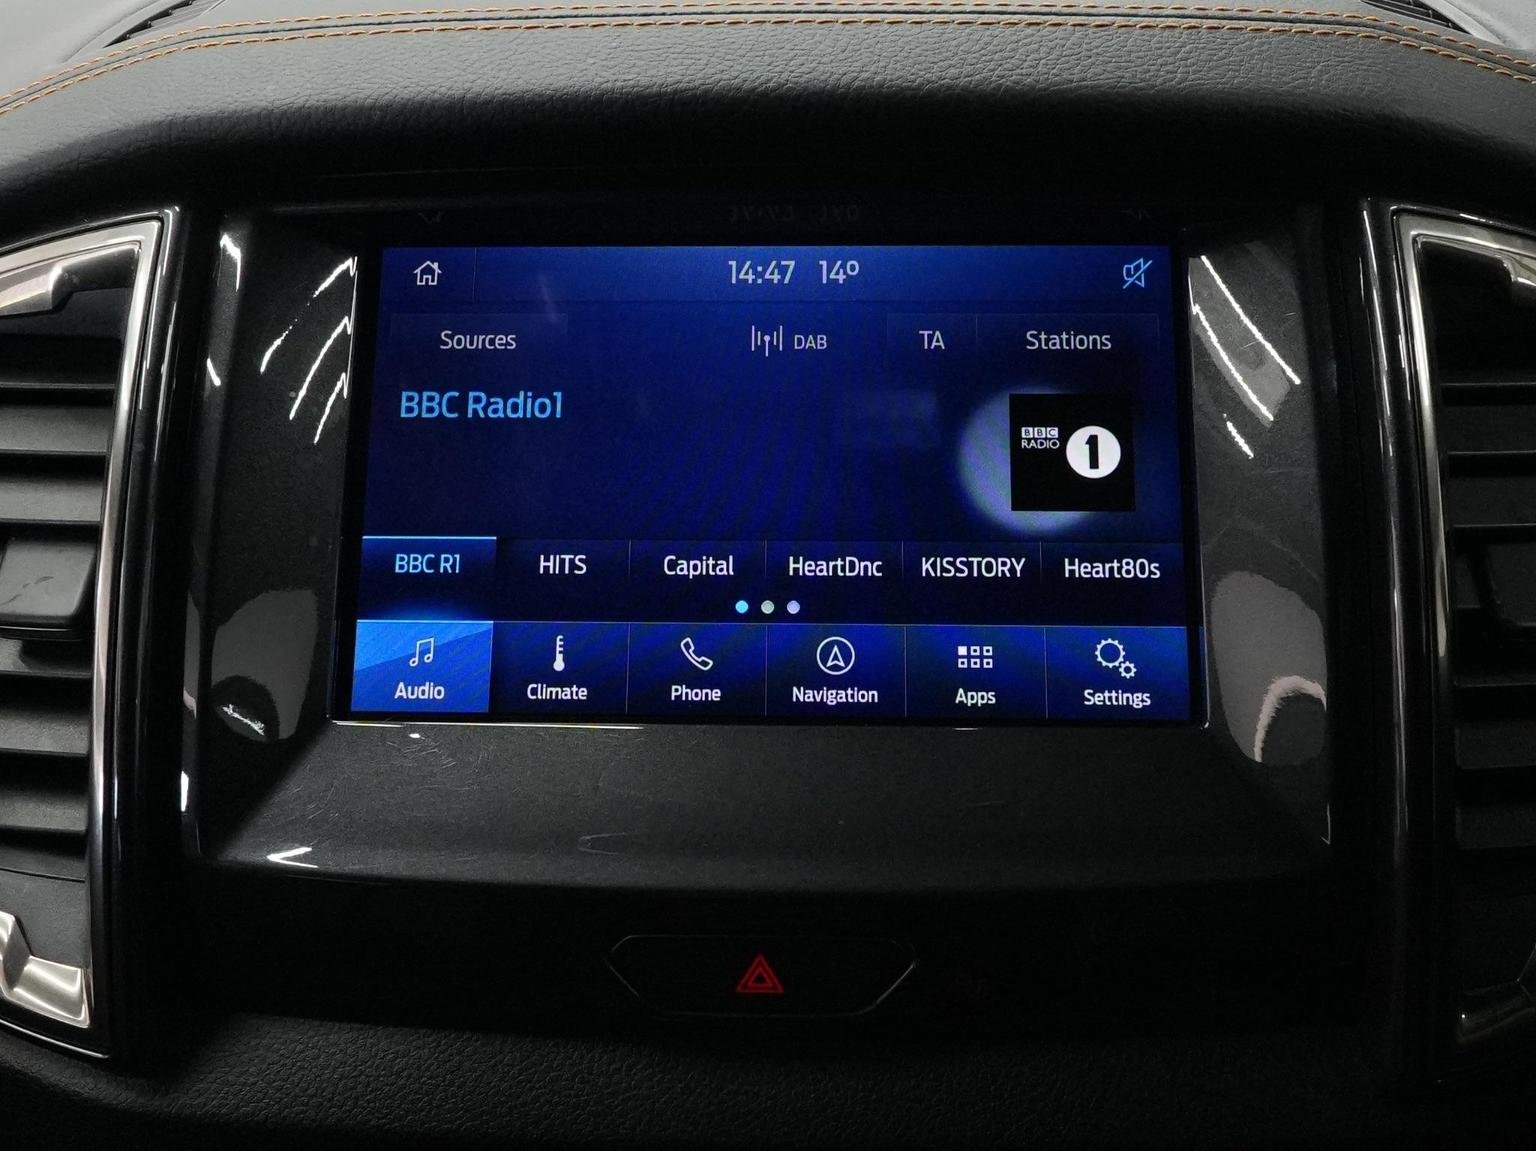 14:47 14º
Sources DAB TA Stations
BBC Radio1
BBC
RADIO 1
BBC R1 HITS Capital HeartDnc KISSTORY Heart80s
Audio Climate Phone Navigation Apps Settings